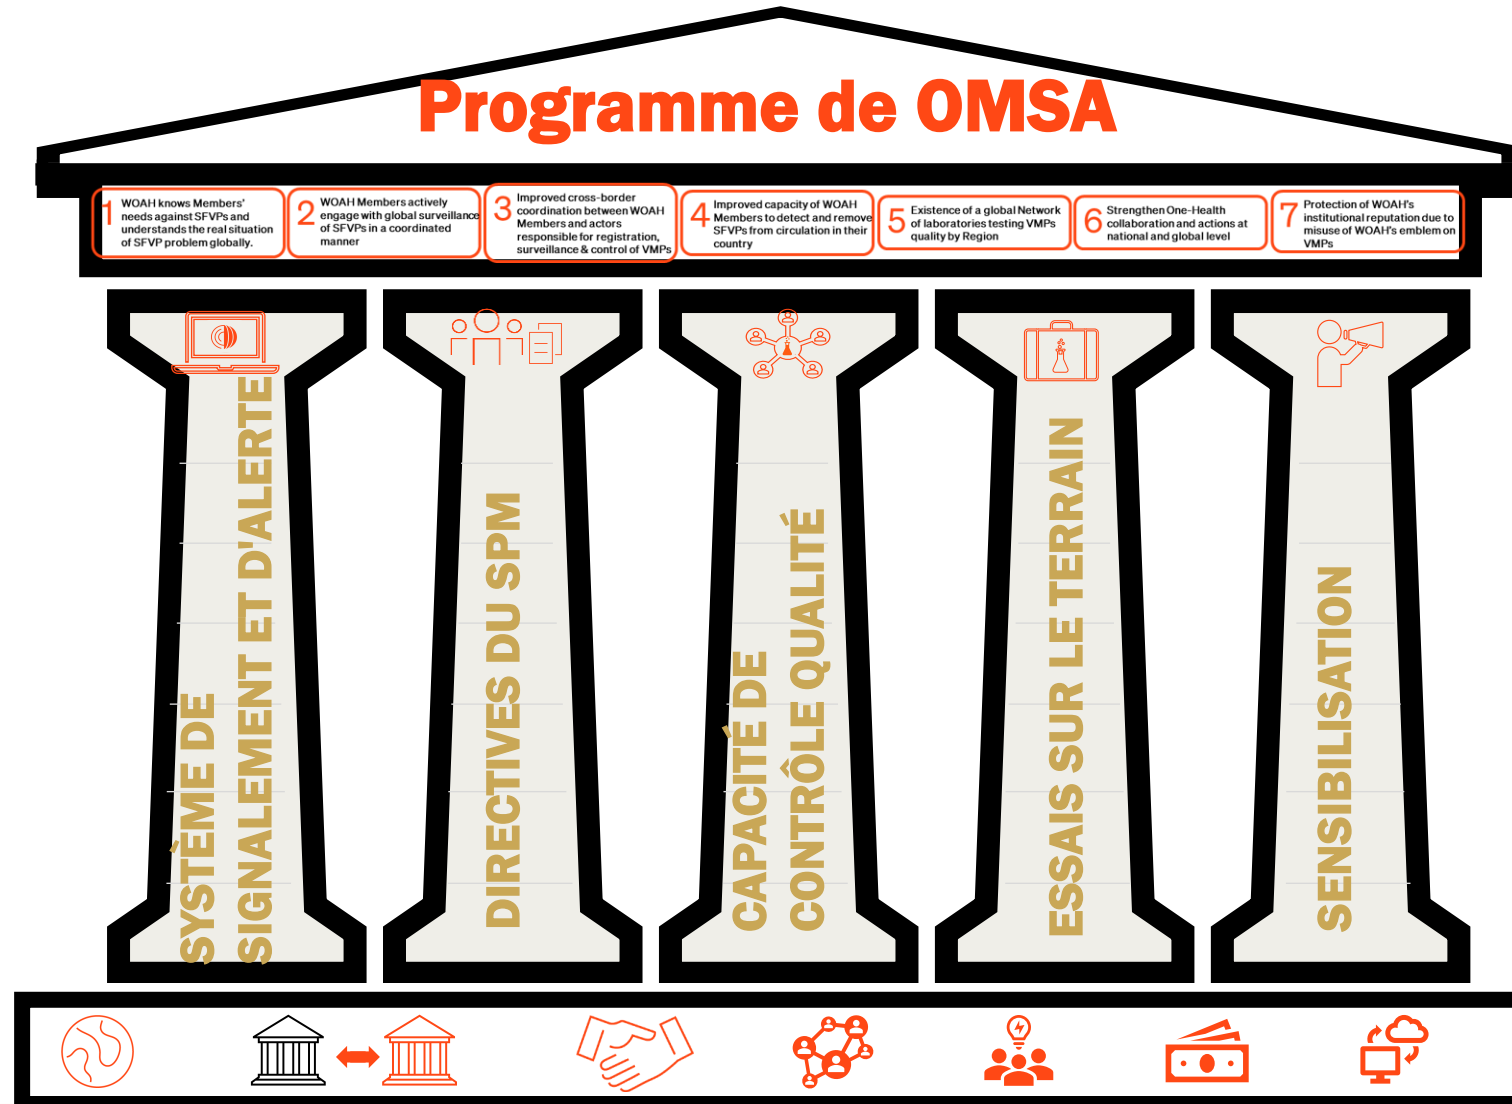 Programme de OMSA
1
WOAH knows Members'
needs against SFVPs and
understands the real situation
of SFVP problem globally.
2
WOAH Members actively
engage with global surveillance
of SFVPs in a coordinated
manner
3
Improved cross-border
coordination between WOAH
Members and actors
responsible for registration,
surveillance & control of VMPs
4
Improved capacity of WOAH
Members to detect and remove
SFVPs from circulation in their
country
5
Existence of a global Network
of laboratories testing VMPs
quality by Region
6
Strengthen One-Health
collaboration and actions at
national and global level
7
Protection of WOAH's
institutional reputation due to
misuse of WOAH's emblem on
VMPs
SYSTÉME DE
SIGNALEMENT ET D'ALERTE
DIRECTIVES DU SPM
CAPACITÉ DE
CONTRÔLE QUALITÉ
ESSAIS SUR LE TERRAIN
SENSIBILISATION